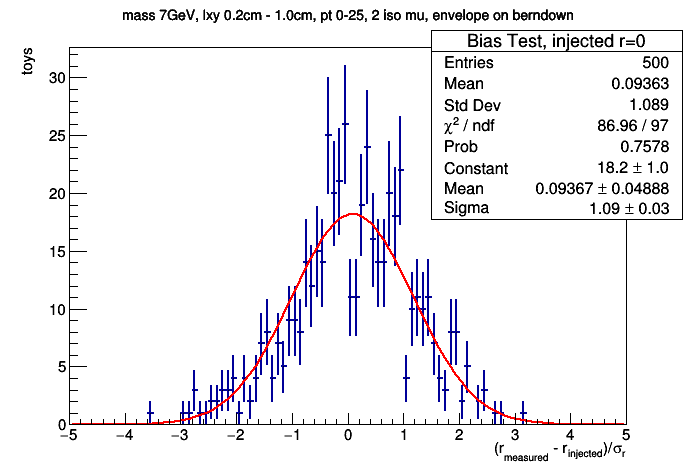 mass 7GeV, lxy 0.2cm - 1.0cm, pt 0-25, 2 iso mu, envelope on berndown
Bias Test, injected r=0
Entries 500
Mean 0.09363
Std Dev 1.089
χ² / ndf 86.96 / 97
Prob 0.7578
Constant 18.2 ± 1.0
Mean 0.09367 ± 0.04888
Sigma 1.09 ± 0.03
toys
30
25
20
15
10
5
0
−5 −4 −3 −2 −1 0 1 2 3 4 5
(r_measured - r_injected)/σ_r